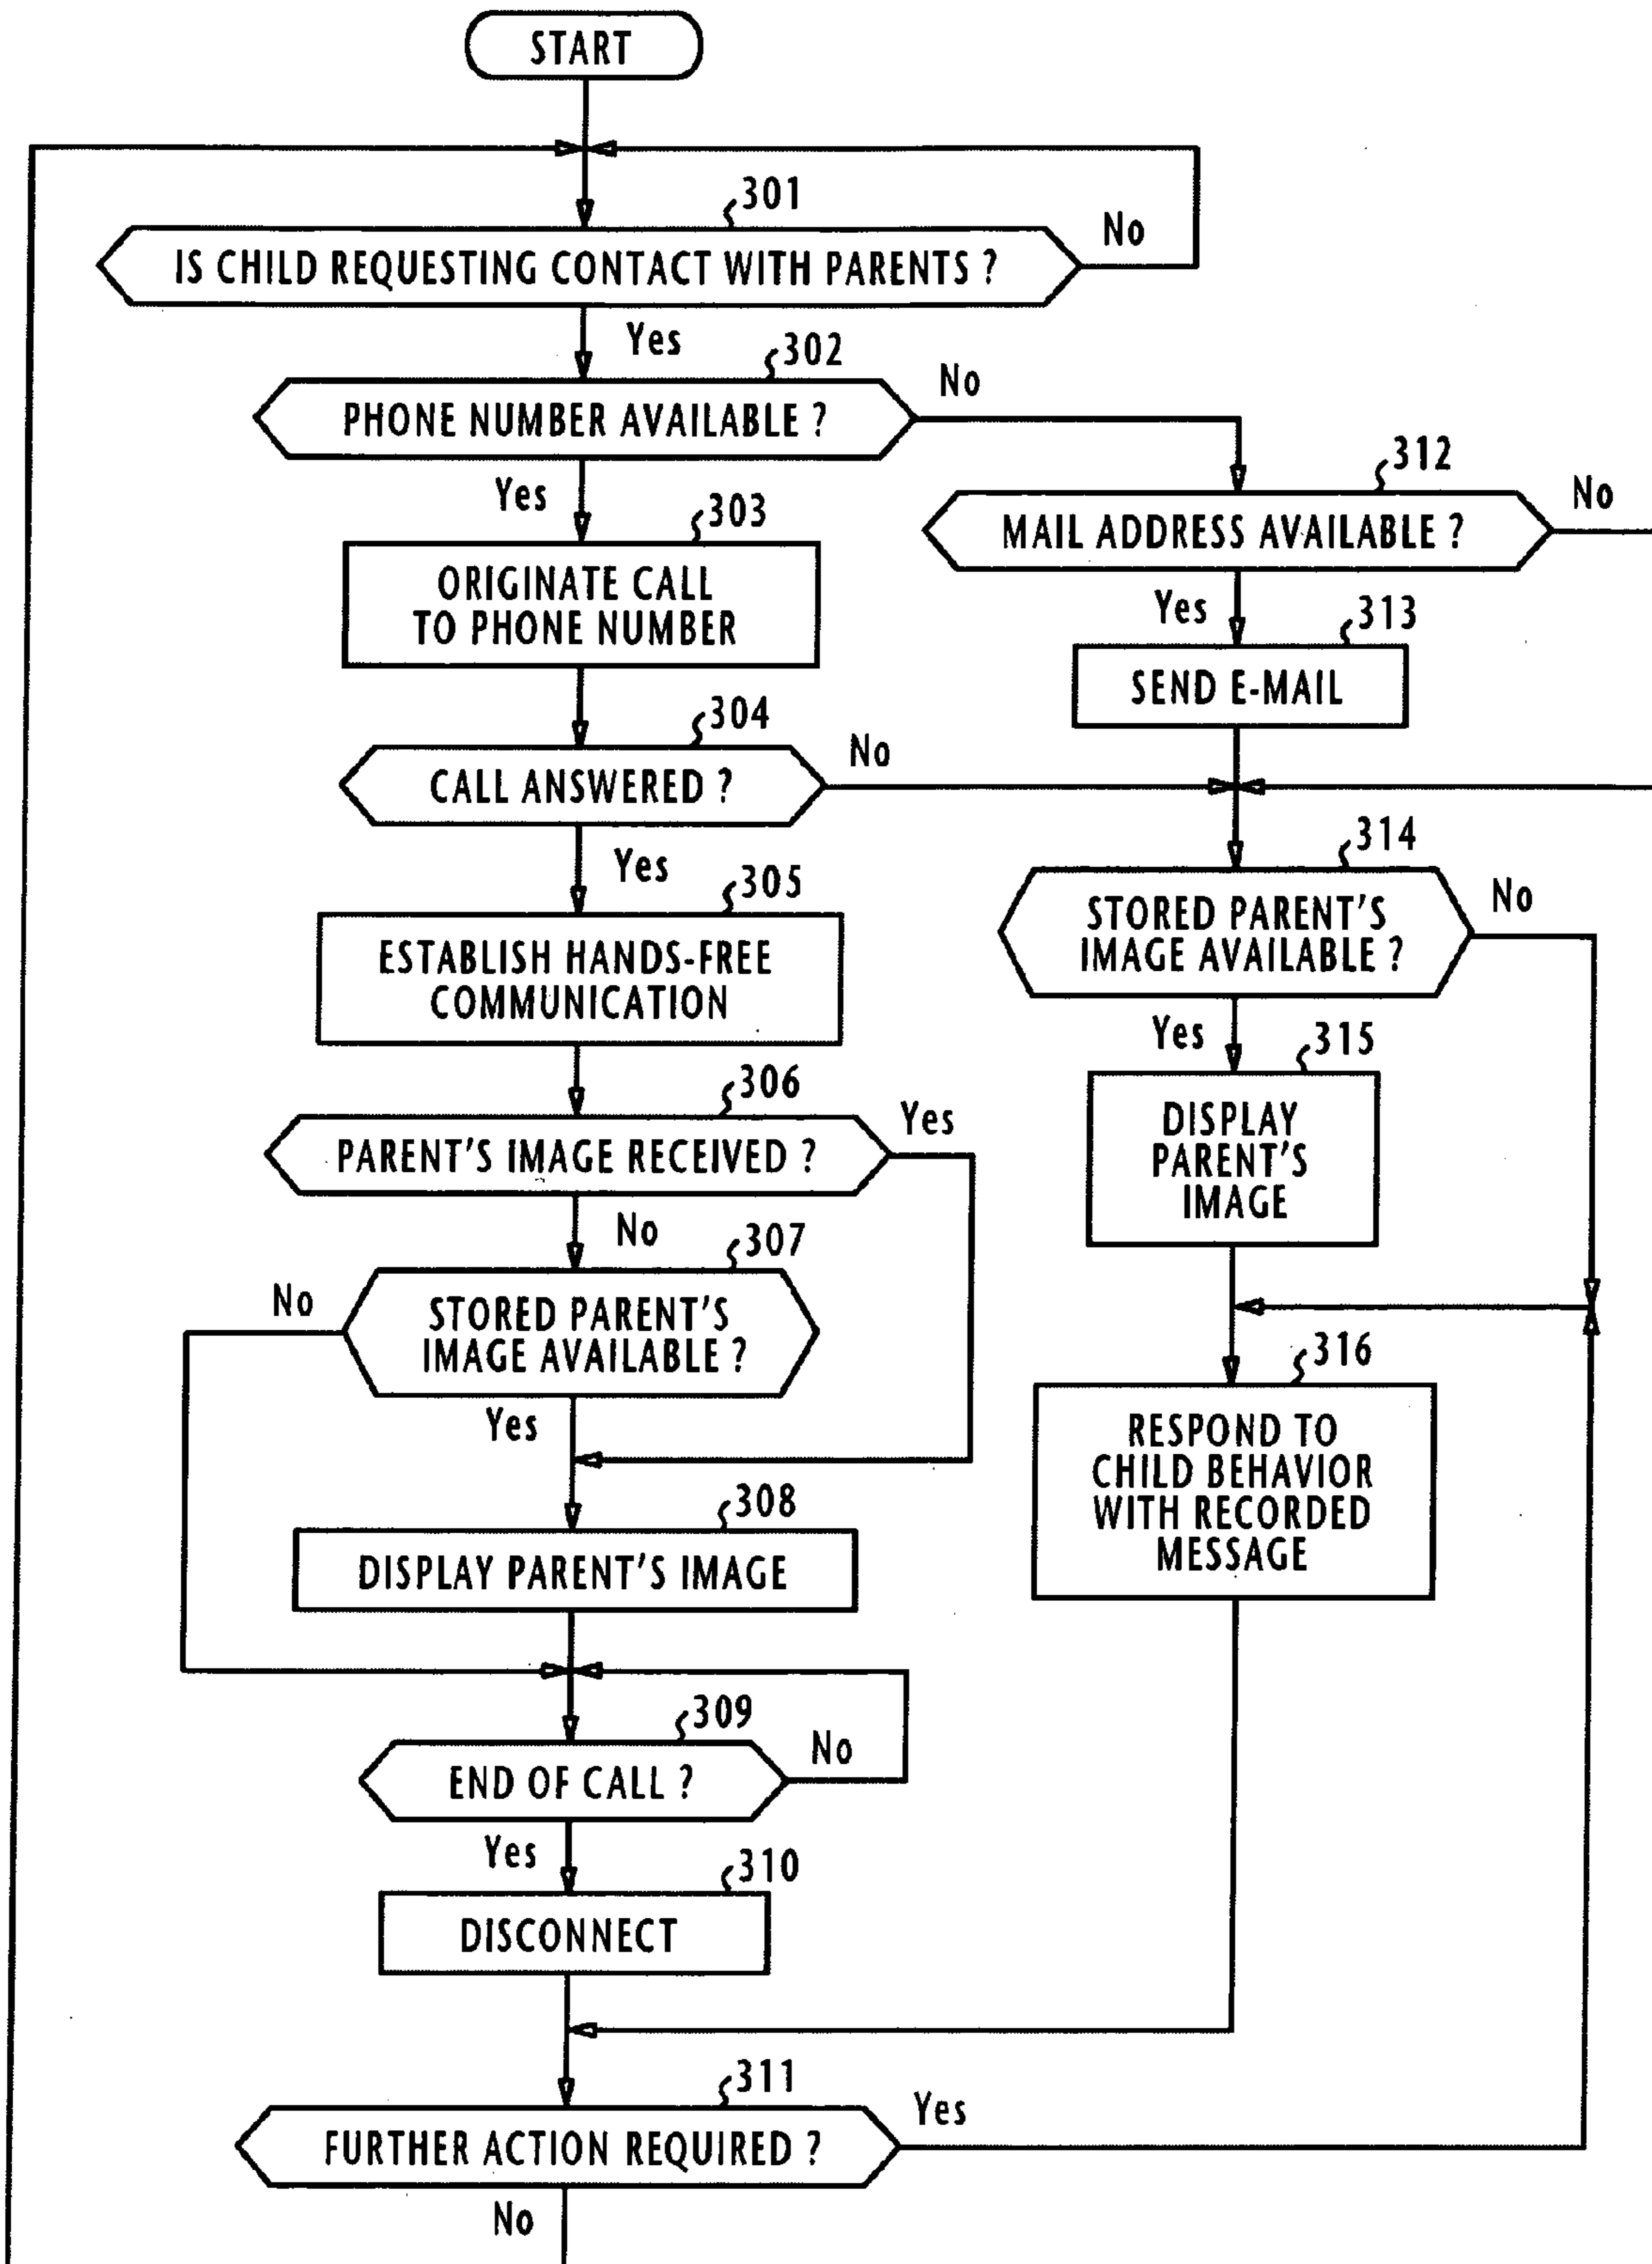 START
301
IS CHILD REQUESTING CONTACT WITH PARENTS ?
No
Yes
302
PHONE NUMBER AVAILABLE ?
No
Yes
312
MAIL ADDRESS AVAILABLE ?
No
303
ORIGINATE CALL
TO PHONE NUMBER
Yes
313
SEND E-MAIL
304
CALL ANSWERED ?
No
Yes
314
STORED PARENT'S
IMAGE AVAILABLE ?
No
305
ESTABLISH HANDS-FREE
COMMUNICATION
Yes
315
DISPLAY
PARENT'S
IMAGE
306
PARENT'S IMAGE RECEIVED ?
Yes
No
307
STORED PARENT'S
IMAGE AVAILABLE ?
No
Yes
316
RESPOND TO
CHILD BEHAVIOR
WITH RECORDED
MESSAGE
308
DISPLAY PARENT'S IMAGE
309
END OF CALL ?
No
Yes
310
DISCONNECT
311
FURTHER ACTION REQUIRED ?
Yes
No